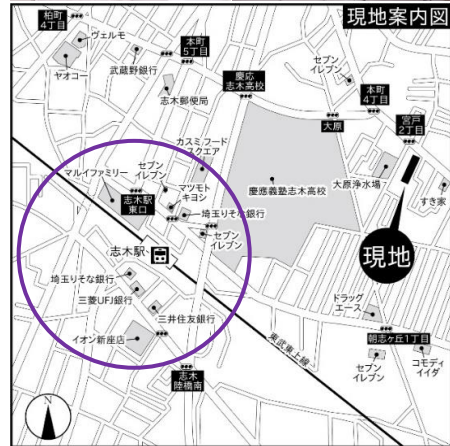 現地案内図
柏町
4丁目
ヴェルモ
ヤオコー
武蔵野銀行
本町
5丁目
志木郵便局
慶応
志木高校
セブン
イレブン
本町
4丁目
大原
宮戸
2丁目
カスミフード
スクエア
セブン
イレブン
マルイファミリー
マツモト
キヨシ
志木駅
東口
埼玉りそな銀行
セブン
イレブン
慶應義塾志木高校
大原浄水場
すき家
現地
志木駅
埼玉りそな銀行
三菱UFJ銀行
三井住友銀行
イオン新座店
東武東上線
ドラッグ
エース
朝志ヶ丘1丁目
セブン
イレブン
コモディ
イイダ
志木
陸橋南
N